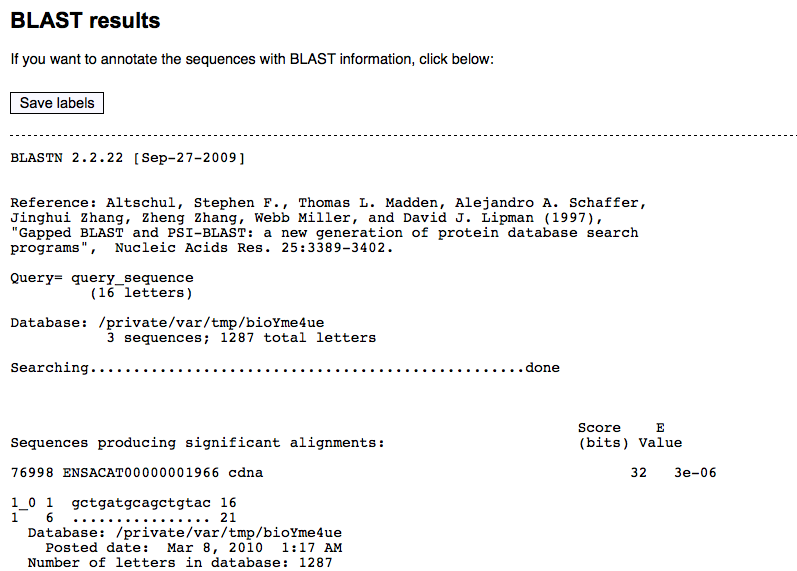 BLAST results
If you want to annotate the sequences with BLAST information, click below:
Save labels
BLASTN 2.2.22 [Sep-27-2009]
Reference: Altschul, Stephen F., Thomas L. Madden, Alejandro A. Schaffer,
Jinghui Zhang, Zheng Zhang, Webb Miller, and David J. Lipman (1997),
"Gapped BLAST and PSI-BLAST: a new generation of protein database search
programs",  Nucleic Acids Res. 25:3389-3402.
Query= query_sequence
         (16 letters)
Database: /private/var/tmp/bioYme4ue
           3 sequences; 1287 total letters
Searching..................................................done
Score    E
Sequences producing significant alignments:                      (bits) Value
76998 ENSACAT00000001966 cdna                                          32   3e-06
1_0 1  gctgatgcagctgtac 16
1   6  ................ 21
  Database: /private/var/tmp/bioYme4ue
    Posted date:  Mar 8, 2010  1:17 AM
  Number of letters in database: 1287